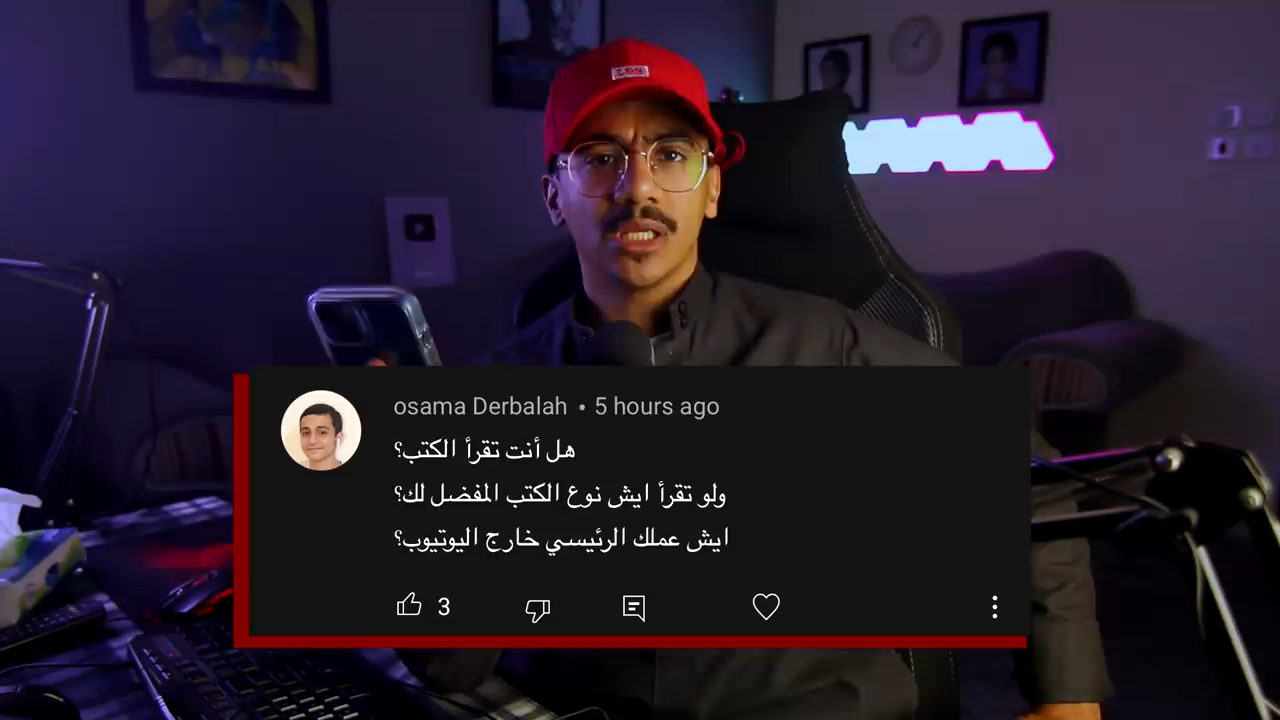 osama Derbalah • 5 hours ago
هل أنت تقرأ الكتب؟
ولو تقرأ ايش نوع الكتب المفضل لك؟
ايش عملك الرئيسي خارج اليوتيوب؟
3